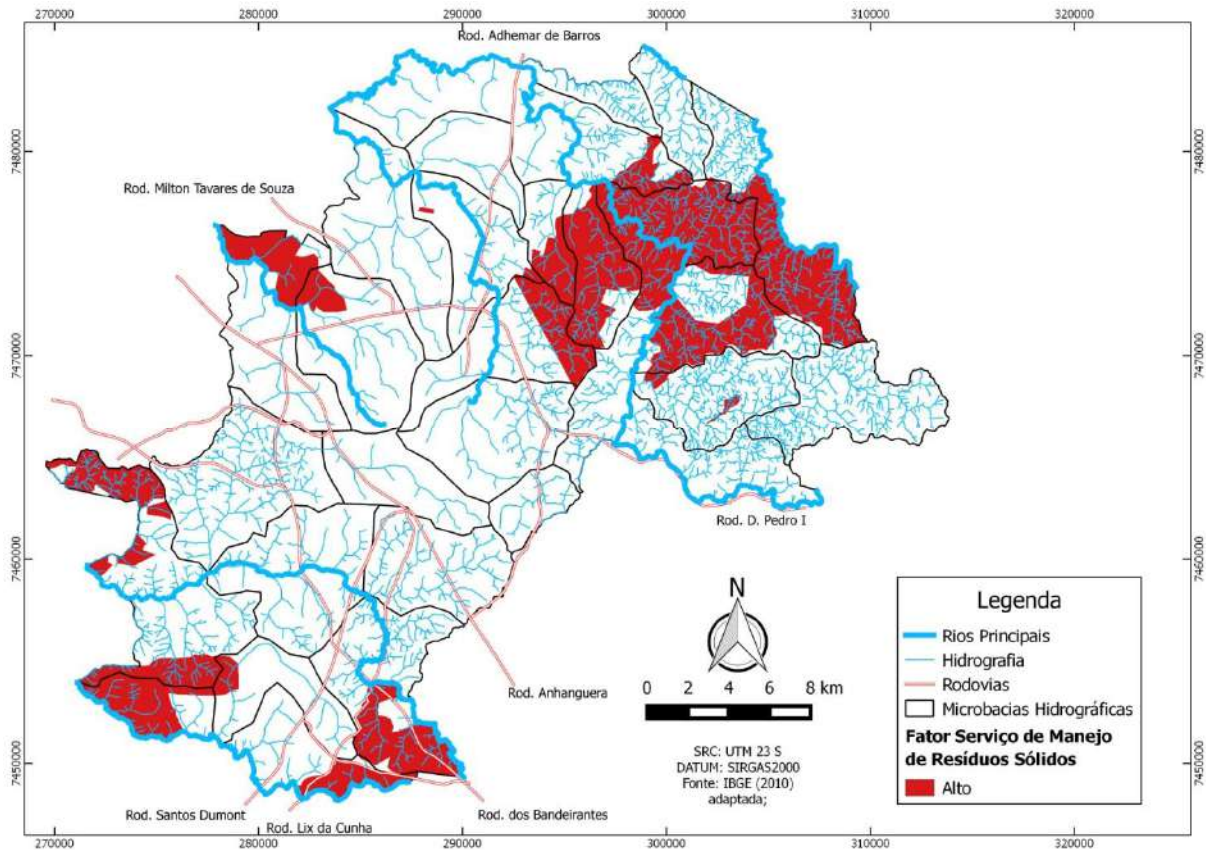 270000 280000 290000 300000 310000 320000
Rod. Adhemar de Barros
7480000 7480000
Rod. Milton Tavares de Souza
7470000 7470000
Rod. D. Pedro I
7460000 7460000
N
Legenda
Rios Principais
Hidrografia
Rodovias
Microbacias Hidrográficas
Fator Serviço de Manejo
de Resíduos Sólidos
Alto
0 2 4 6 8 km
Rod. Anhanguera
SRC: UTM 23 S
DATUM: SIRGAS2000
Fonte: IBGE (2010)
adaptada;
7450000 7450000
Rod. Santos Dumont
Rod. dos Bandeirantes
Rod. Lix da Cunha
270000 280000 290000 300000 310000 320000